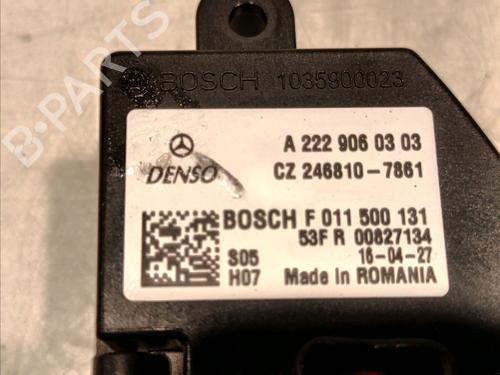 B-PARTS
BOSCH 1035900023
A 222 906 03 03
DENSO CZ 246810-7861
BOSCH F 011 500 131
53F R 00827134
S05 16-04-27
H07 Made in ROMANIA